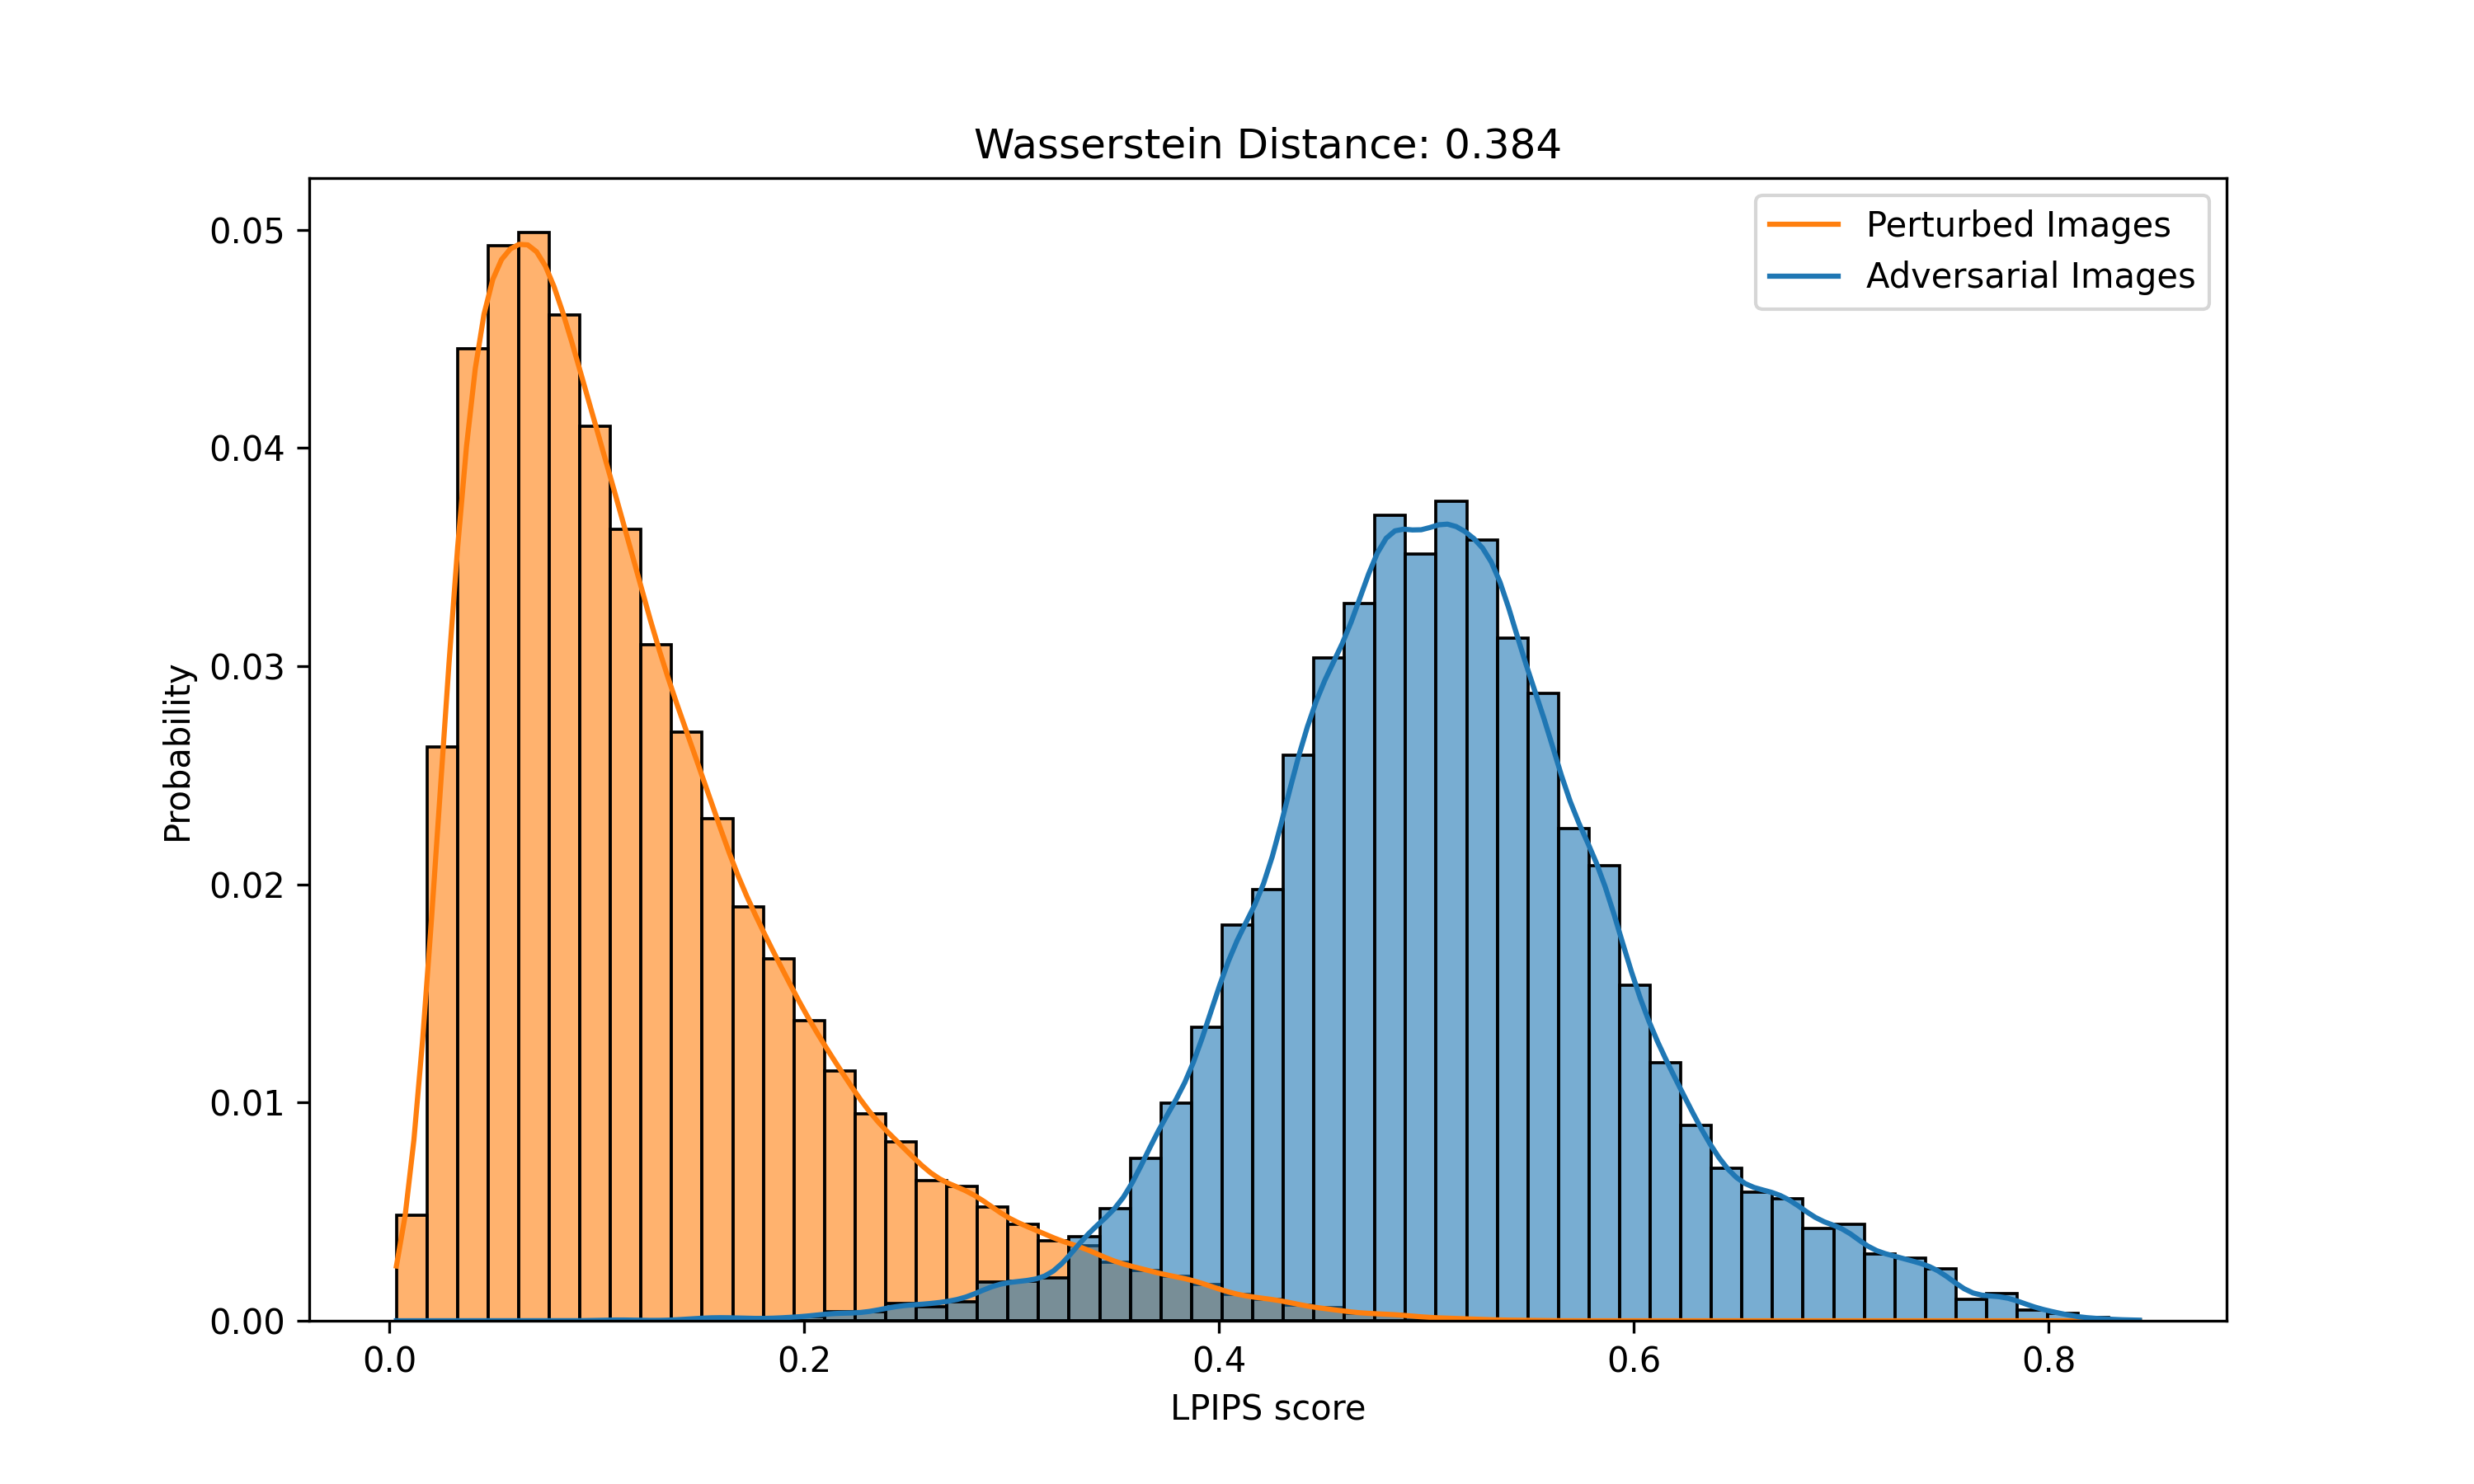 Wasserstein Distance: 0.384
Perturbed Images
Adversarial Images
Probability
0.05
0.04
0.03
0.02
0.01
0.00
0.0 0.2 0.4 0.6 0.8
LPIPS score